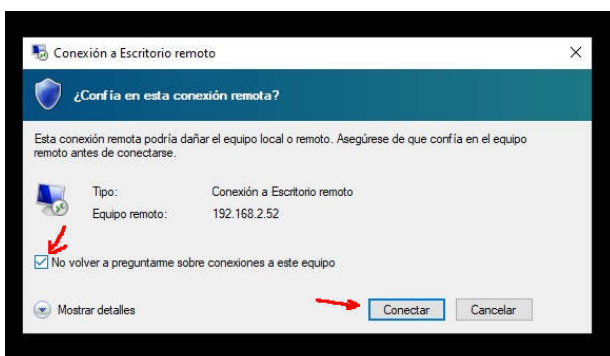 Conexión a Escritorio remoto
¿Confía en esta conexión remota?
Esta conexión remota podría dañar el equipo local o remoto. Asegúrese de que confía en el equipo
remoto antes de conectarse.
Tipo: Conexión a Escritorio remoto
Equipo remoto: 192.168.2.52
No volver a preguntarme sobre conexiones a este equipo
Mostrar detalles Conectar Cancelar